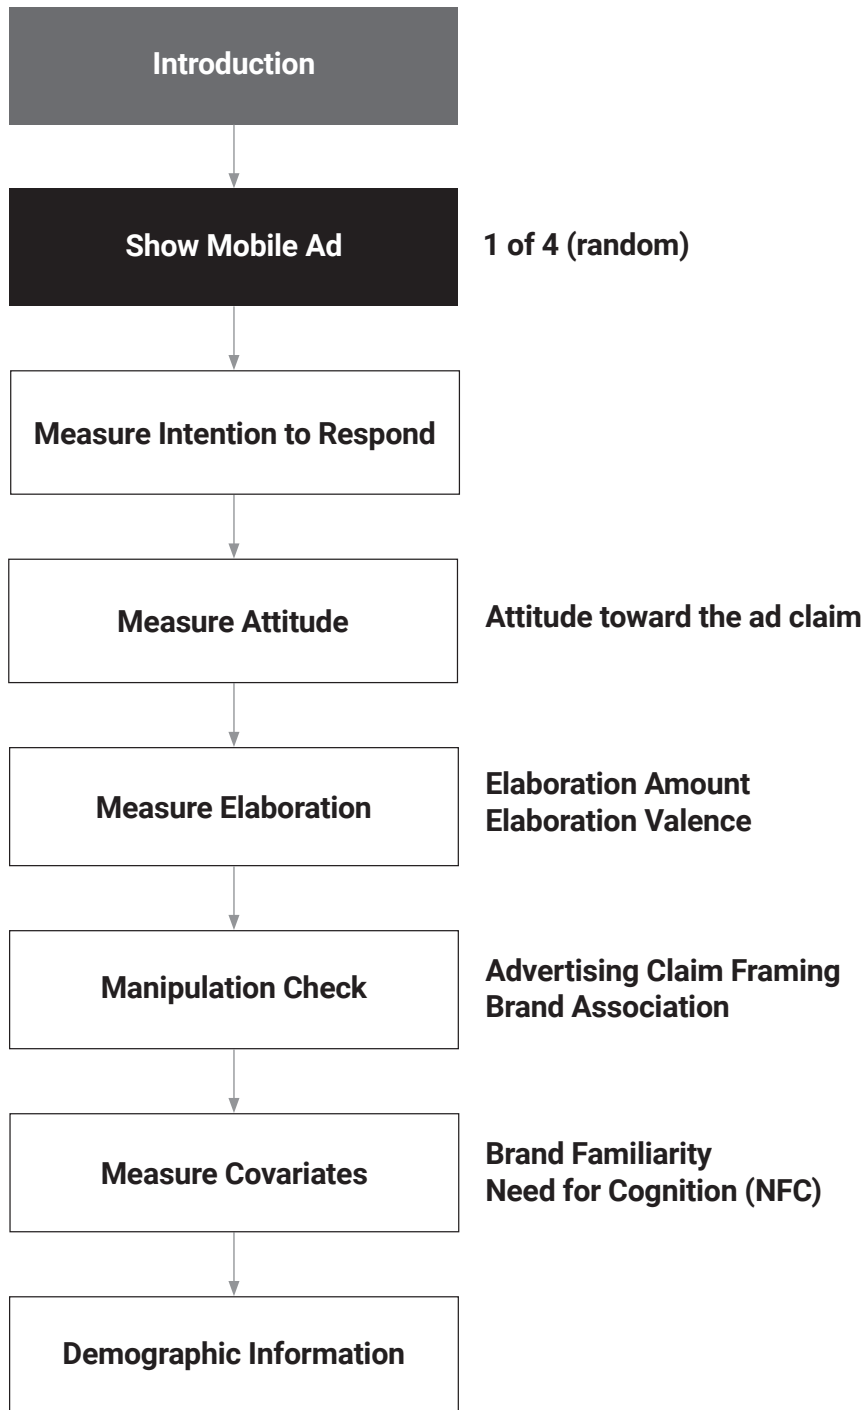 Introduction
Show Mobile Ad
1 of 4 (random)
Measure Intention to Respond
Measure Attitude
Attitude toward the ad claim
Measure Elaboration
Elaboration Amount
Elaboration Valence
Manipulation Check
Advertising Claim Framing
Brand Association
Measure Covariates
Brand Familiarity
Need for Cognition (NFC)
Demographic Information